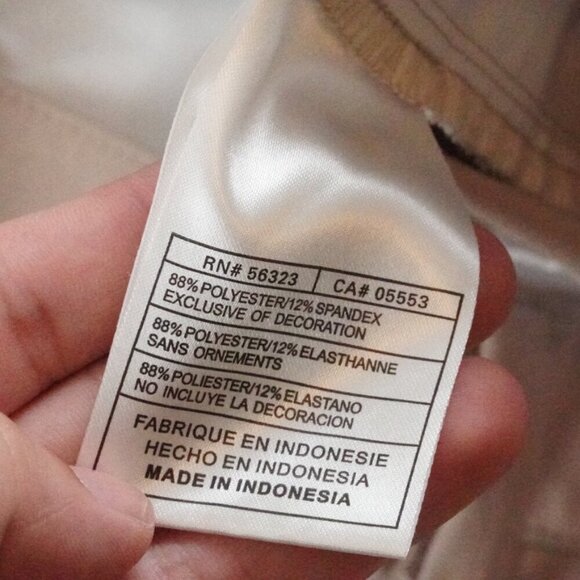 RN# 56323 CA# 05553
88% POLYESTER/12% SPANDEX
EXCLUSIVE OF DECORATION
88% POLYESTER/12% ELASTHANNE
SANS ORNEMENTS
88% POLIESTER/12% ELASTANO
NO INCLUYE LA DECORACION
FABRIQUE EN INDONESIE
HECHO EN INDONESIA
MADE IN INDONESIA